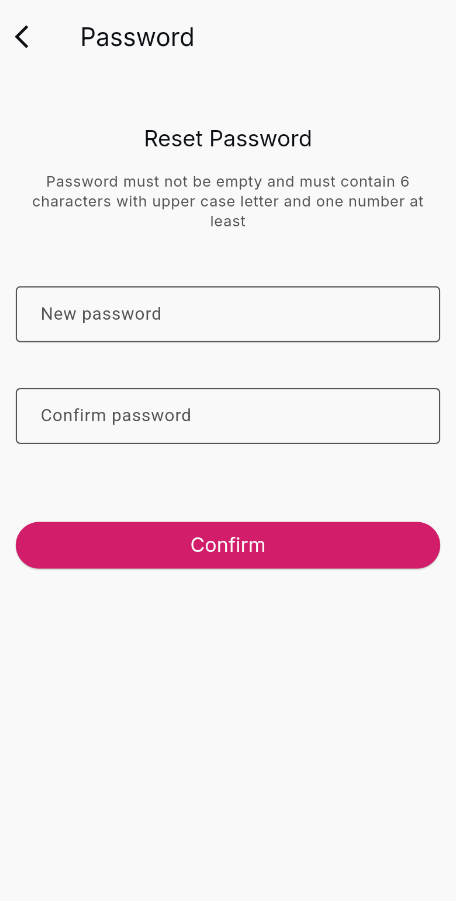 Password
Reset Password
Password must not be empty and must contain 6
characters with upper case letter and one number at
least
New password
Confirm password
Confirm